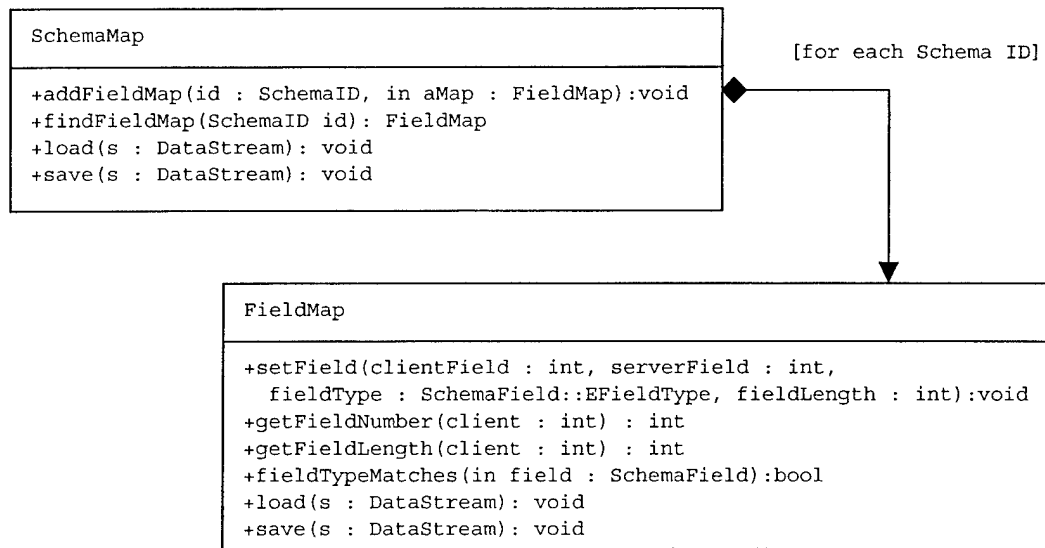 SchemaMap
[for each Schema ID]
+addFieldMap(id : SchemaID, in aMap : FieldMap):void
+findFieldMap(SchemaID id): FieldMap
+load(s : DataStream): void
+save(s : DataStream): void
FieldMap
+setField(clientField : int, serverField : int,
fieldType : SchemaField::EFieldType, fieldLength : int):void
+getFieldNumber(client : int) : int
+getFieldLength(client : int) : int
+fieldTypeMatches(in field : SchemaField):bool
+load(s : DataStream): void
+save(s : DataStream): void